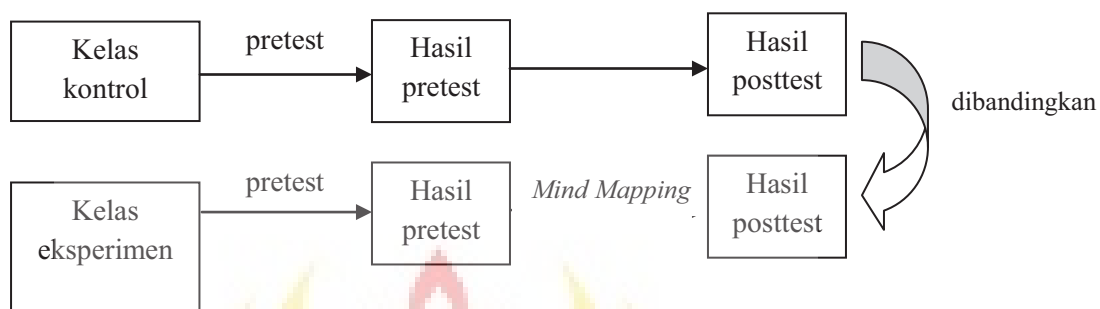 Kelas
kontrol
pretest
Hasil
pretest
Hasil
posttest
dibandingkan
Kelas
eksperimen
pretest
Hasil
pretest
Mind Mapping
Hasil
posttest